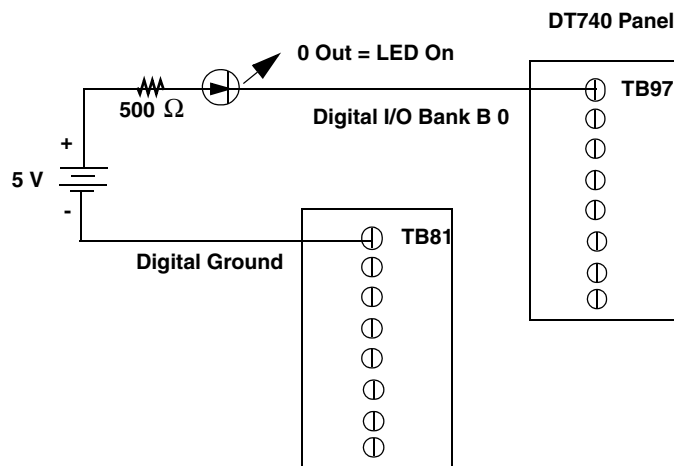 DT740 Panel
0 Out = LED On
500 Ω
TB97
Digital I/O Bank B 0
+
5 V
-
TB81
Digital Ground